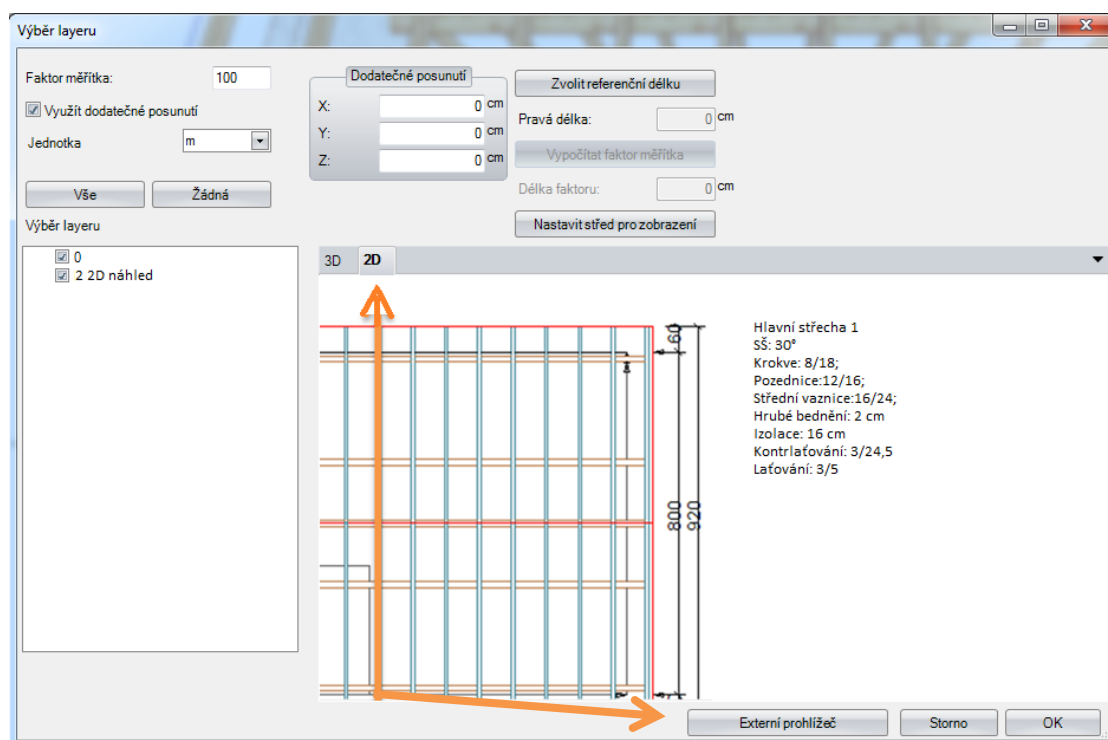 Výběr layeru
Faktor měřítka: 100
Využít dodatečné posunutí
Jednotka m
Vše Žádná
Výběr layeru
0
2 2D náhled
Dodatečné posunutí
X: 0 cm
Y: 0 cm
Z: 0 cm
Zvolit referenční délku
Pravá délka: 0 cm
Vypočítat faktor měřítka
Délka faktoru: 0 cm
Nastavit střed pro zobrazení
3D 2D
60
800
920
Hlavní střecha 1
SŠ: 30°
Krokve: 8/18;
Pozednice:12/16;
Střední vaznice:16/24;
Hrubé bednění: 2 cm
Izolace: 16 cm
Kontrlaťování: 3/24,5
Laťování: 3/5
Externí prohlížeč Storno OK